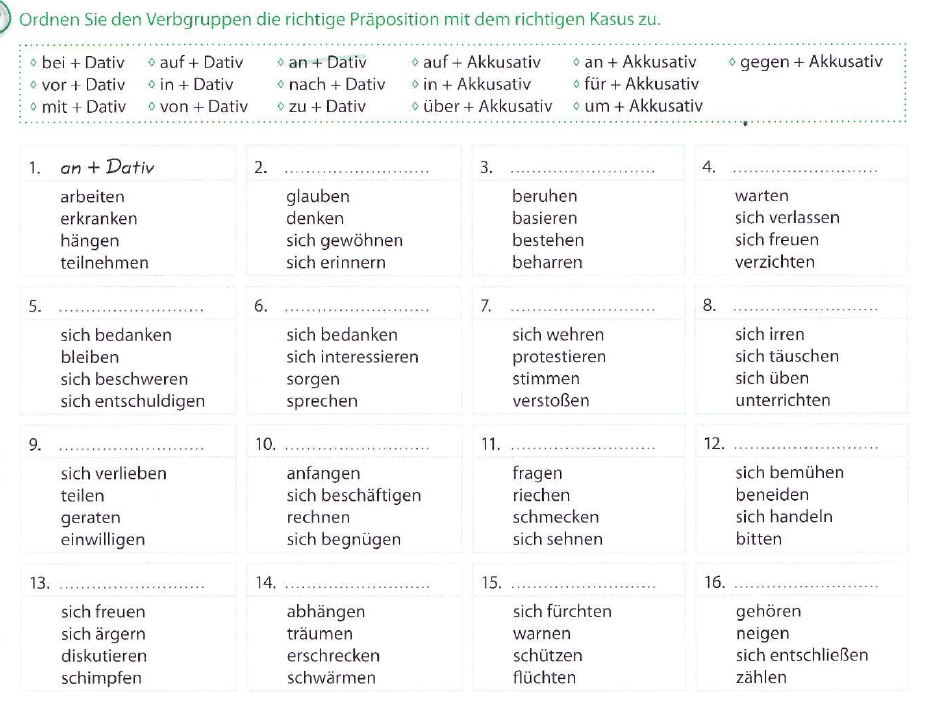 Ordnen Sie den Verbgruppen die richtige Präposition mit dem richtigen Kasus zu.
◊ bei + Dativ ◊ auf + Dativ ◊ an + Dativ ◊ auf + Akkusativ ◊ an + Akkusativ ◊ gegen + Akkusativ
◊ vor + Dativ ◊ in + Dativ ◊ nach + Dativ ◊ in + Akkusativ ◊ für + Akkusativ
◊ mit + Dativ ◊ von + Dativ ◊ zu + Dativ ◊ über + Akkusativ ◊ um + Akkusativ
1. an + Dativ
arbeiten
erkranken
hängen
teilnehmen
2. ..........................
glauben
denken
sich gewöhnen
sich erinnern
3. ..........................
beruhen
basieren
bestehen
beharren
4. ..........................
warten
sich verlassen
sich freuen
verzichten
5. ..........................
sich bedanken
bleiben
sich beschweren
sich entschuldigen
6. ..........................
sich bedanken
sich interessieren
sorgen
sprechen
7. ..........................
sich wehren
protestieren
stimmen
verstoßen
8. ..........................
sich irren
sich täuschen
sich üben
unterrichten
9. ..........................
sich verlieben
teilen
geraten
einwilligen
10. ..........................
anfangen
sich beschäftigen
rechnen
sich begnügen
11. ..........................
fragen
riechen
schmecken
sich sehnen
12. ..........................
sich bemühen
beneiden
sich handeln
bitten
13. ..........................
sich freuen
sich ärgern
diskutieren
schimpfen
14. ..........................
abhängen
träumen
erschrecken
schwärmen
15. ..........................
sich fürchten
warnen
schützen
flüchten
16. ..........................
gehören
neigen
sich entschließen
zählen